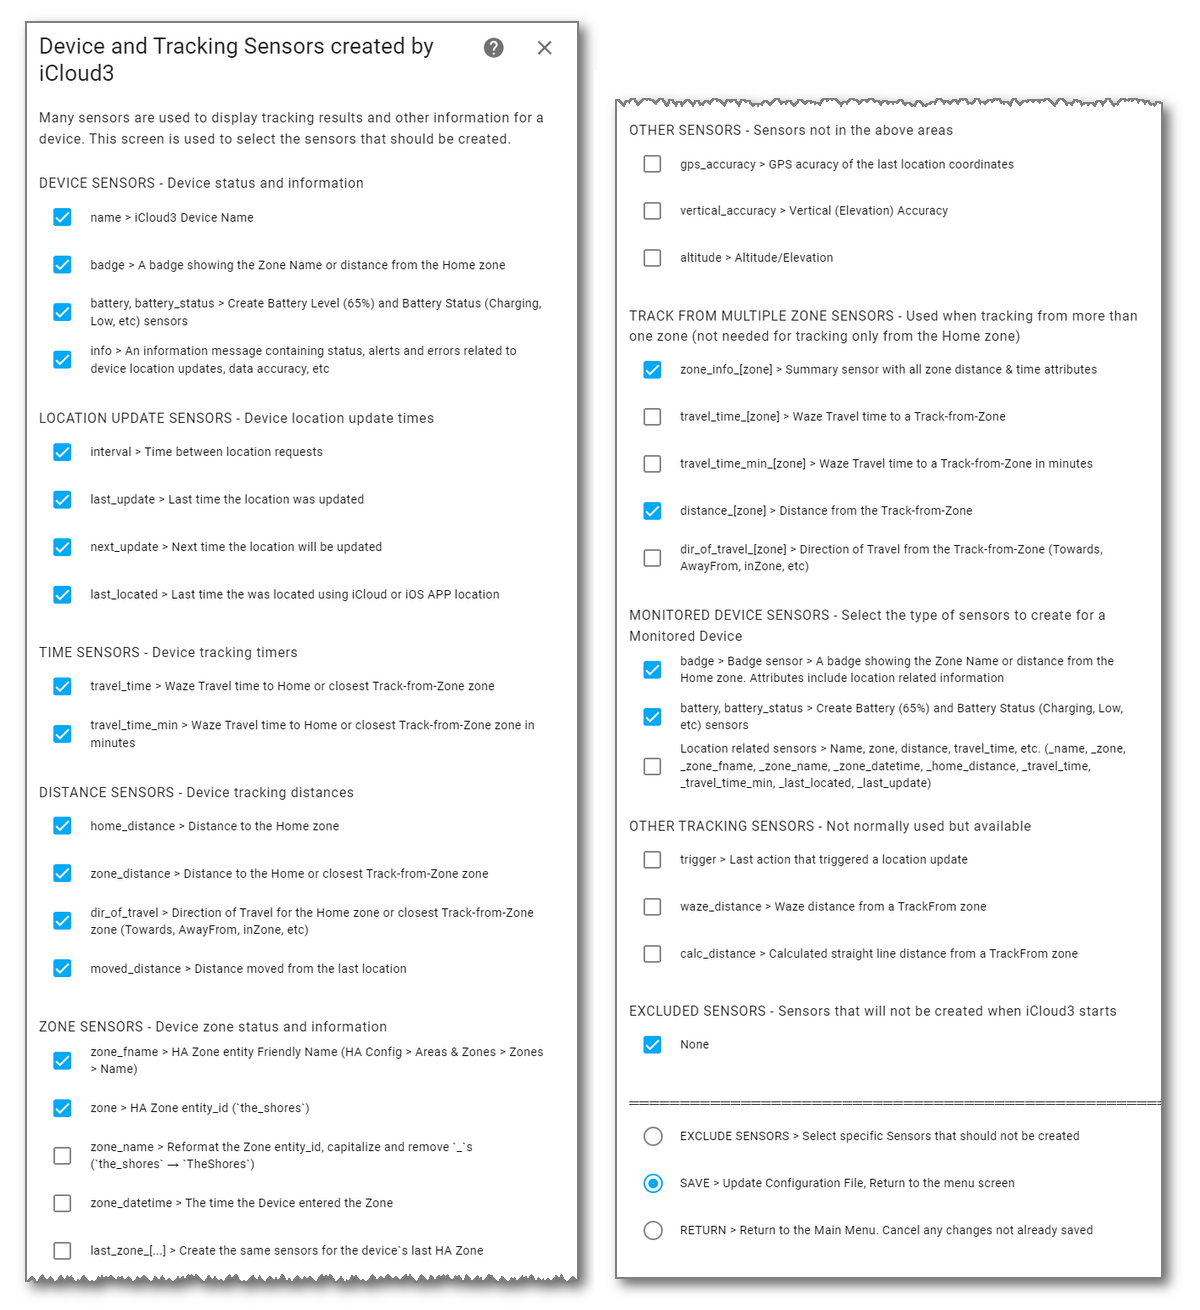 Device and Tracking Sensors created by
iCloud3
Many sensors are used to display tracking results and other information for a
device. This screen is used to select the sensors that should be created.
DEVICE SENSORS - Device status and information
name > iCloud3 Device Name
badge > A badge showing the Zone Name or distance from the Home zone
battery, battery_status > Create Battery Level (65%) and Battery Status (Charging,
Low, etc) sensors
info > An information message containing status, alerts and errors related to
device location updates, data accuracy, etc
LOCATION UPDATE SENSORS - Device location update times
interval > Time between location requests
last_update > Last time the location was updated
next_update > Next time the location will be updated
last_located > Last time the was located using iCloud or iOS APP location
TIME SENSORS - Device tracking timers
travel_time > Waze Travel time to Home or closest Track-from-Zone zone
travel_time_min > Waze Travel time to Home or closest Track-from-Zone zone in
minutes
DISTANCE SENSORS - Device tracking distances
home_distance > Distance to the Home zone
zone_distance > Distance to the Home or closest Track-from-Zone zone
dir_of_travel > Direction of Travel for the Home zone or closest Track-from-Zone
zone (Towards, AwayFrom, inZone, etc)
moved_distance > Distance moved from the last location
ZONE SENSORS - Device zone status and information
zone_fname > HA Zone entity Friendly Name (HA Config > Areas & Zones > Zones
> Name)
zone > HA Zone entity_id (`the_shores`)
zone_name > Reformat the Zone entity_id, capitalize and remove `_`s
(`the_shores` → `TheShores`)
zone_datetime > The time the Device entered the Zone
last_zone_[...] > Create the same sensors for the device`s last HA Zone
OTHER SENSORS - Sensors not in the above areas
gps_accuracy > GPS acuracy of the last location coordinates
vertical_accuracy > Vertical (Elevation) Accuracy
altitude > Altitude/Elevation
TRACK FROM MULTIPLE ZONE SENSORS - Used when tracking from more than
one zone (not needed for tracking only from the Home zone)
zone_info_[zone] > Summary sensor with all zone distance & time attributes
travel_time_[zone] > Waze Travel time to a Track-from-Zone
travel_time_min_[zone] > Waze Travel time to a Track-from-Zone in minutes
distance_[zone] > Distance from the Track-from-Zone
dir_of_travel_[zone] > Direction of Travel from the Track-from-Zone (Towards,
AwayFrom, inZone, etc)
MONITORED DEVICE SENSORS - Select the type of sensors to create for a
Monitored Device
badge > Badge sensor > A badge showing the Zone Name or distance from the
Home zone. Attributes include location related information
battery, battery_status > Create Battery (65%) and Battery Status (Charging, Low,
etc) sensors
Location related sensors > Name, zone, distance, travel_time, etc. (_name, _zone,
_zone_fname, _zone_name, _zone_datetime, _home_distance, _travel_time,
_travel_time_min, _last_located, _last_update)
OTHER TRACKING SENSORS - Not normally used but available
trigger > Last action that triggered a location update
waze_distance > Waze distance from a TrackFrom zone
calc_distance > Calculated straight line distance from a TrackFrom zone
EXCLUDED SENSORS - Sensors that will not be created when iCloud3 starts
None
EXCLUDE SENSORS > Select specific Sensors that should not be created
SAVE > Update Configuration File, Return to the menu screen
RETURN > Return to the Main Menu. Cancel any changes not already saved